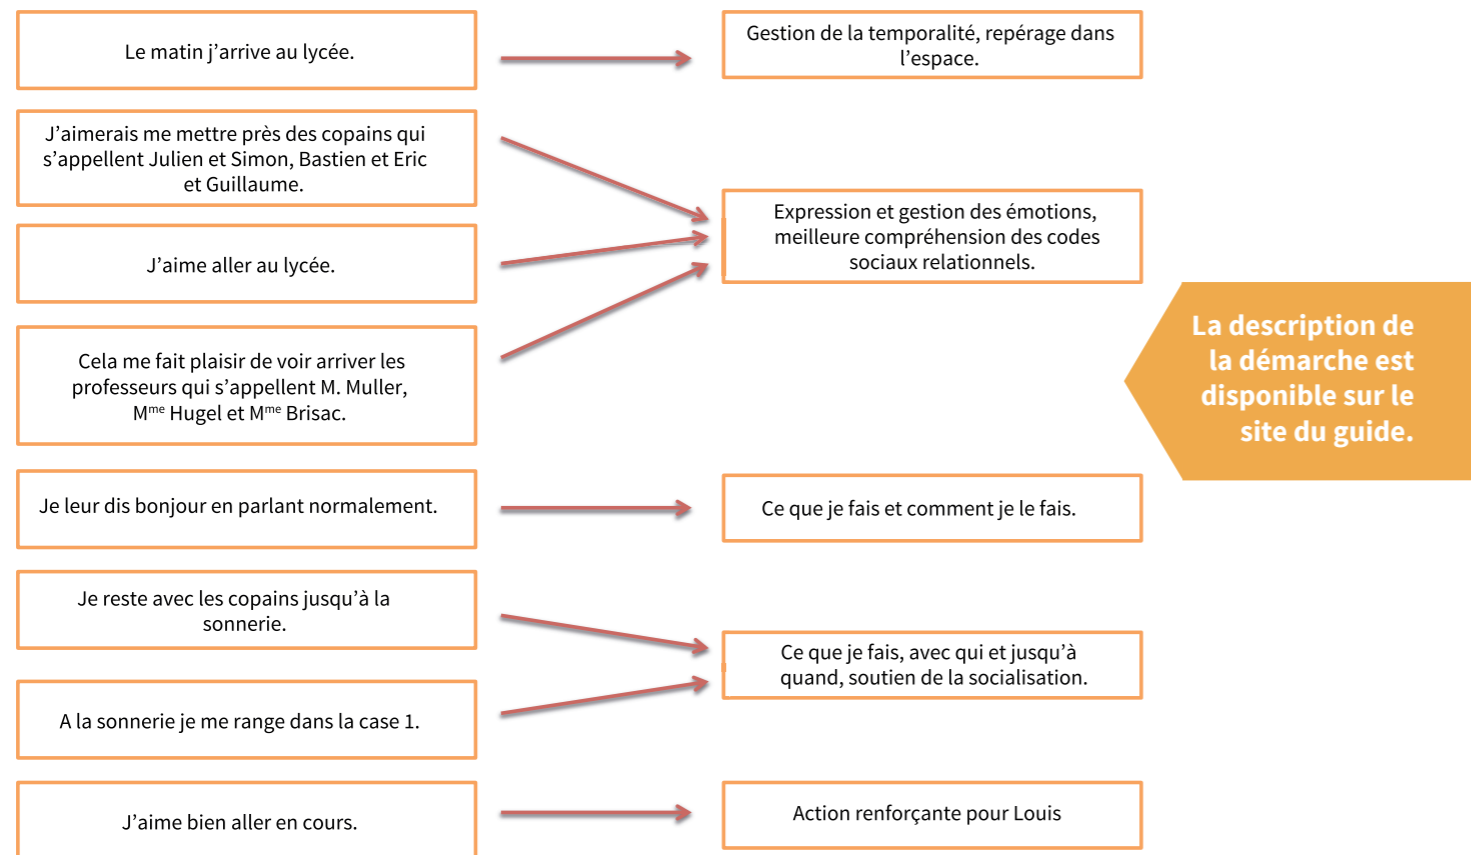 Le matin j’arrive au lycée.
Gestion de la temporalité, repérage dans
l’espace.
J’aimerais me mettre près des copains qui
s’appellent Julien et Simon, Bastien et Eric
et Guillaume.
J’aime aller au lycée.
Cela me fait plaisir de voir arriver les
professeurs qui s’appellent M. Muller,
Mme Hugel et Mme Brisac.
Expression et gestion des émotions,
meilleure compréhension des codes
sociaux relationnels.
La description de
la démarche est
disponible sur le
site du guide.
Je leur dis bonjour en parlant normalement.
Ce que je fais et comment je le fais.
Je reste avec les copains jusqu’à la
sonnerie.
A la sonnerie je me range dans la case 1.
Ce que je fais, avec qui et jusqu’à
quand, soutien de la socialisation.
J’aime bien aller en cours.
Action renforçante pour Louis